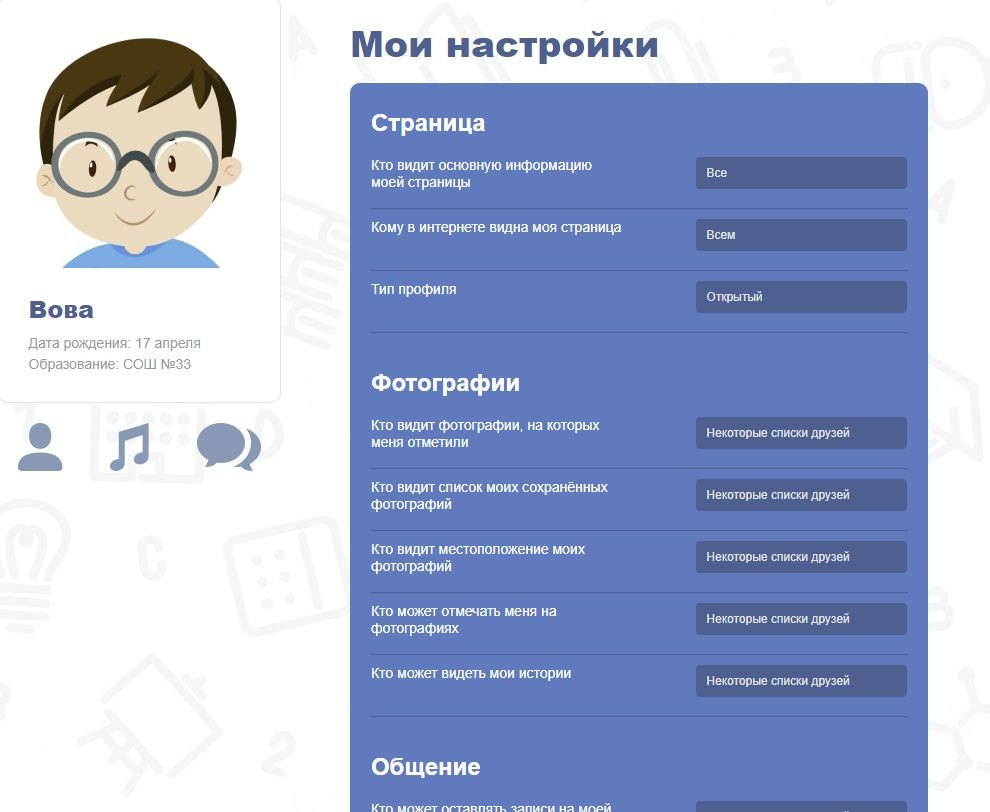 Вова
Дата рождения: 17 апреля
Образование: СОШ №33
Мои настройки
Страница
Кто видит основную информацию
моей страницы
Все
Кому в интернете видна моя страница
Всем
Тип профиля
Открытый
Фотографии
Кто видит фотографии, на которых
меня отметили
Некоторые списки друзей
Кто видит список моих сохранённых
фотографий
Некоторые списки друзей
Кто видит местоположение моих
фотографий
Некоторые списки друзей
Кто может отмечать меня на
фотографиях
Некоторые списки друзей
Кто может видеть мои истории
Некоторые списки друзей
Общение
Кто может оставлять записи на моей